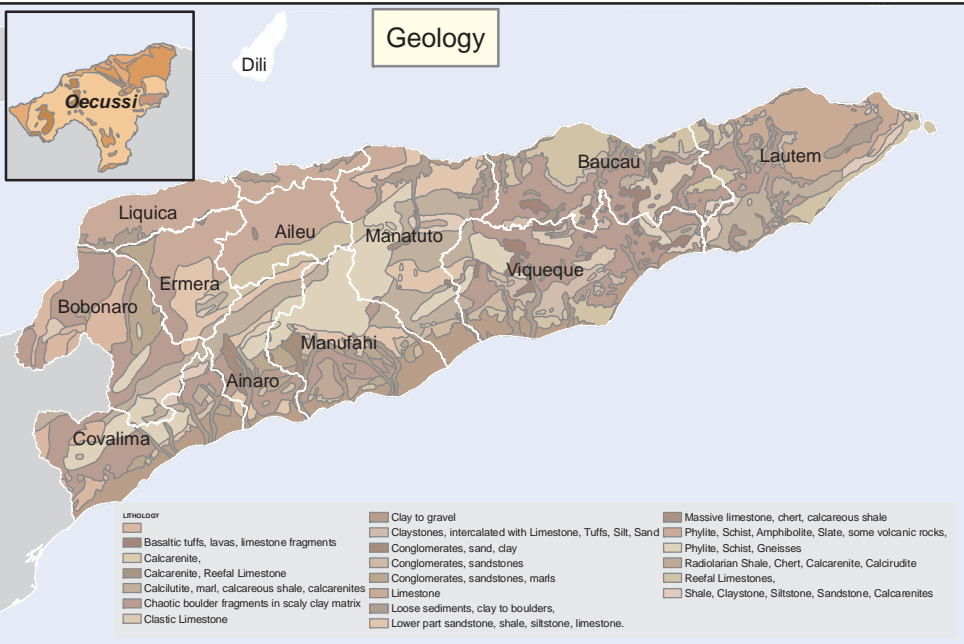 Geology
Dili
Oecussi
Baucau
Lautem
Liquica
Aileu
Manatuto
Ermera
Viqueque
Bobonaro
Manufahi
Ainaro
Covalima
LITHOLOGY
Basaltic tuffs, lavas, limestone fragments
Calcarenite,
Calcarenite, Reefal Limestone
Calcilutite, marl, calcareous shale, calcarenites
Chaotic boulder fragments in scaly clay matrix
Clastic Limestone
Clay to gravel
Claystones, intercalated with Limestone, Tuffs, Silt, Sand
Conglomerates, sand, clay
Conglomerates, sandstones
Conglomerates, sandstones, marls
Limestone
Loose sediments, clay to boulders,
Lower part sandstone, shale, siltstone, limestone.
Massive limestone, chert, calcareous shale
Phylite, Schist, Amphibolite, Slate, some volcanic rocks,
Phylite, Schist, Gneisses
Radiolarian Shale, Chert, Calcarenite, Calcirudite
Reefal Limestones,
Shale, Claystone, Siltstone, Sandstone, Calcarenites